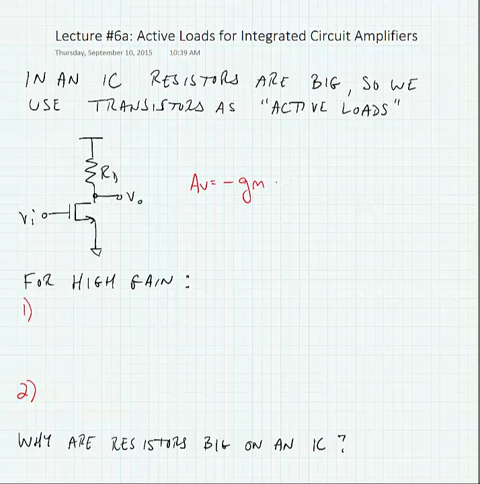 Lecture #6a: Active Loads for Integrated Circuit Amplifiers
Thursday, September 10, 2015 10:39 AM
IN AN IC RESISTORS ARE BIG, SO WE
USE TRANSISTORS AS "ACTIVE LOADS"
RD
Vo
Av = - gm
Vi
FOR HIGH GAIN:
1)
2)
WHY ARE RESISTORS BIG ON AN IC?